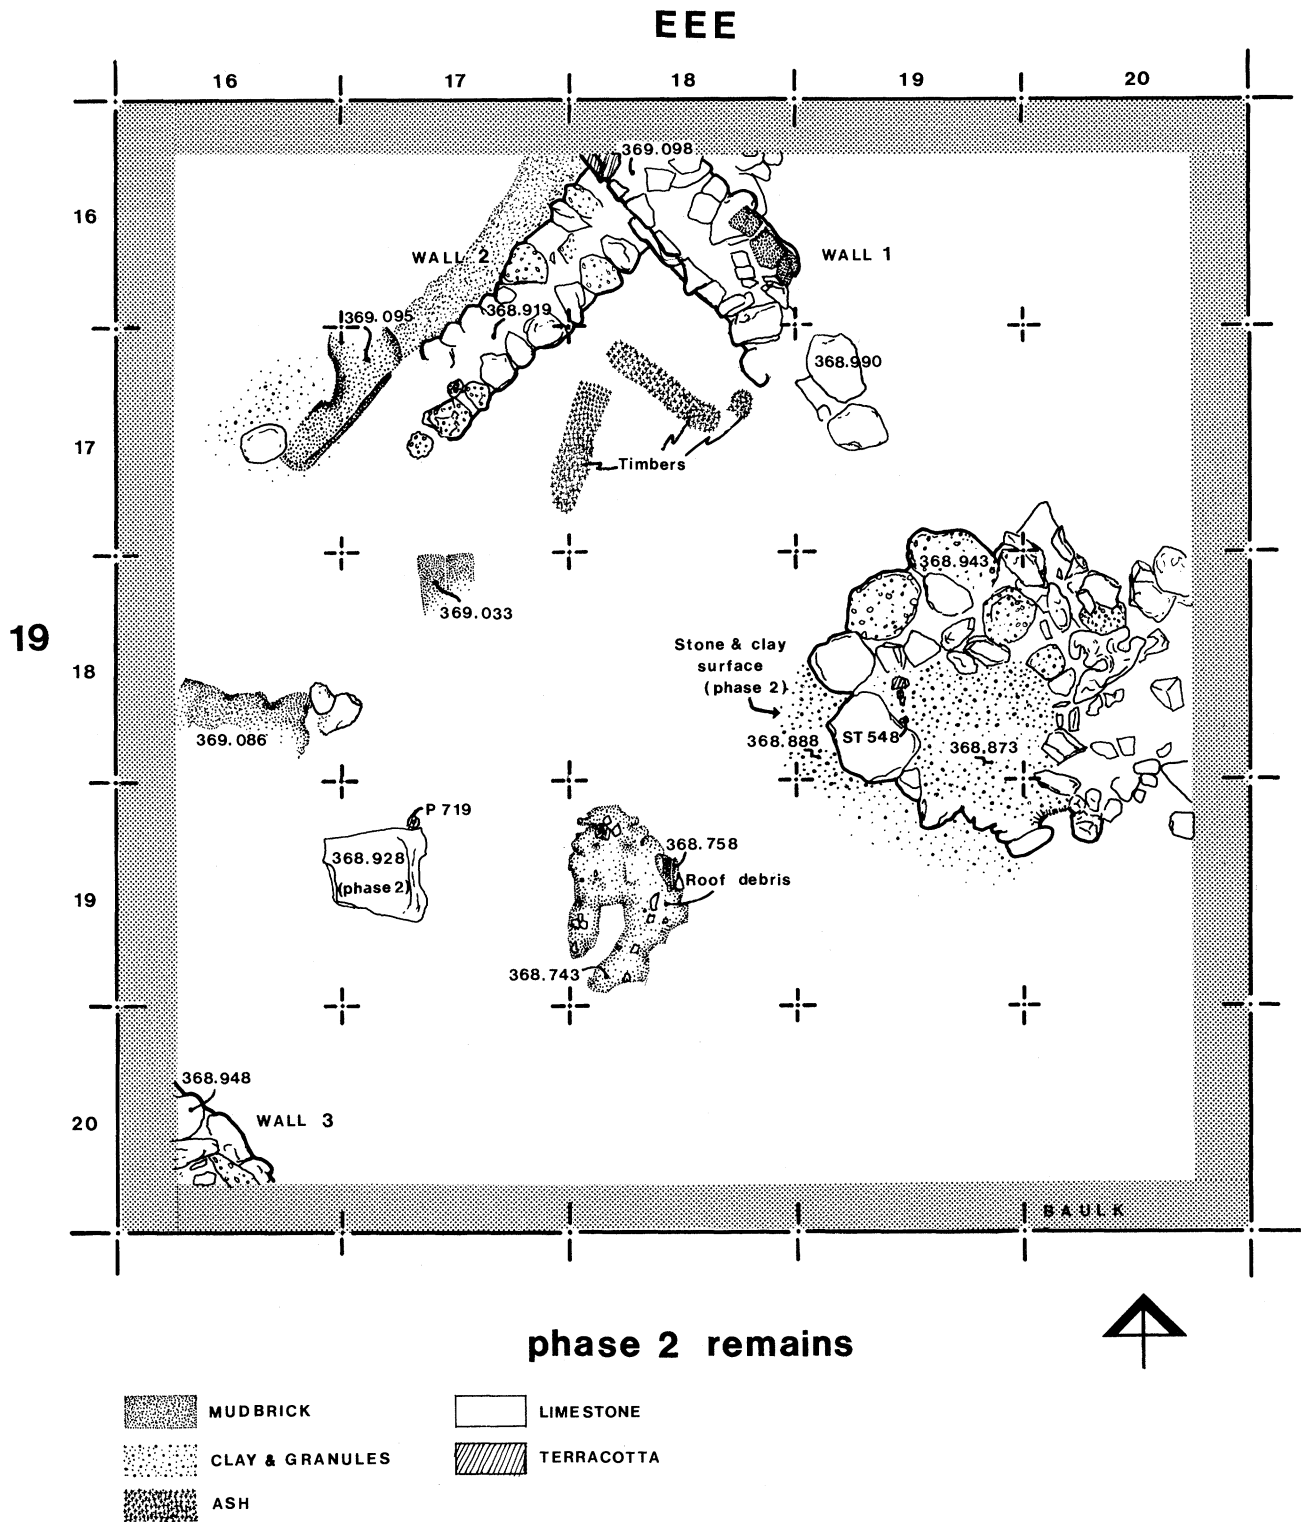 EEE
16 17 18 19 20
369.098
16
WALL 2
WALL 1
369.095
368.919
368.990
17
Timbers
368.943
369.033
19
Stone & clay
surface
(phase 2)
18
369.086
368.888
ST 548
368.873
P 719
368.928
(phase 2)
368.758
Roof debris
19
368.743
368.948
WALL 3
20
BAULK
phase 2 remains
MUDBRICK
LIMESTONE
CLAY & GRANULES
TERRACOTTA
ASH